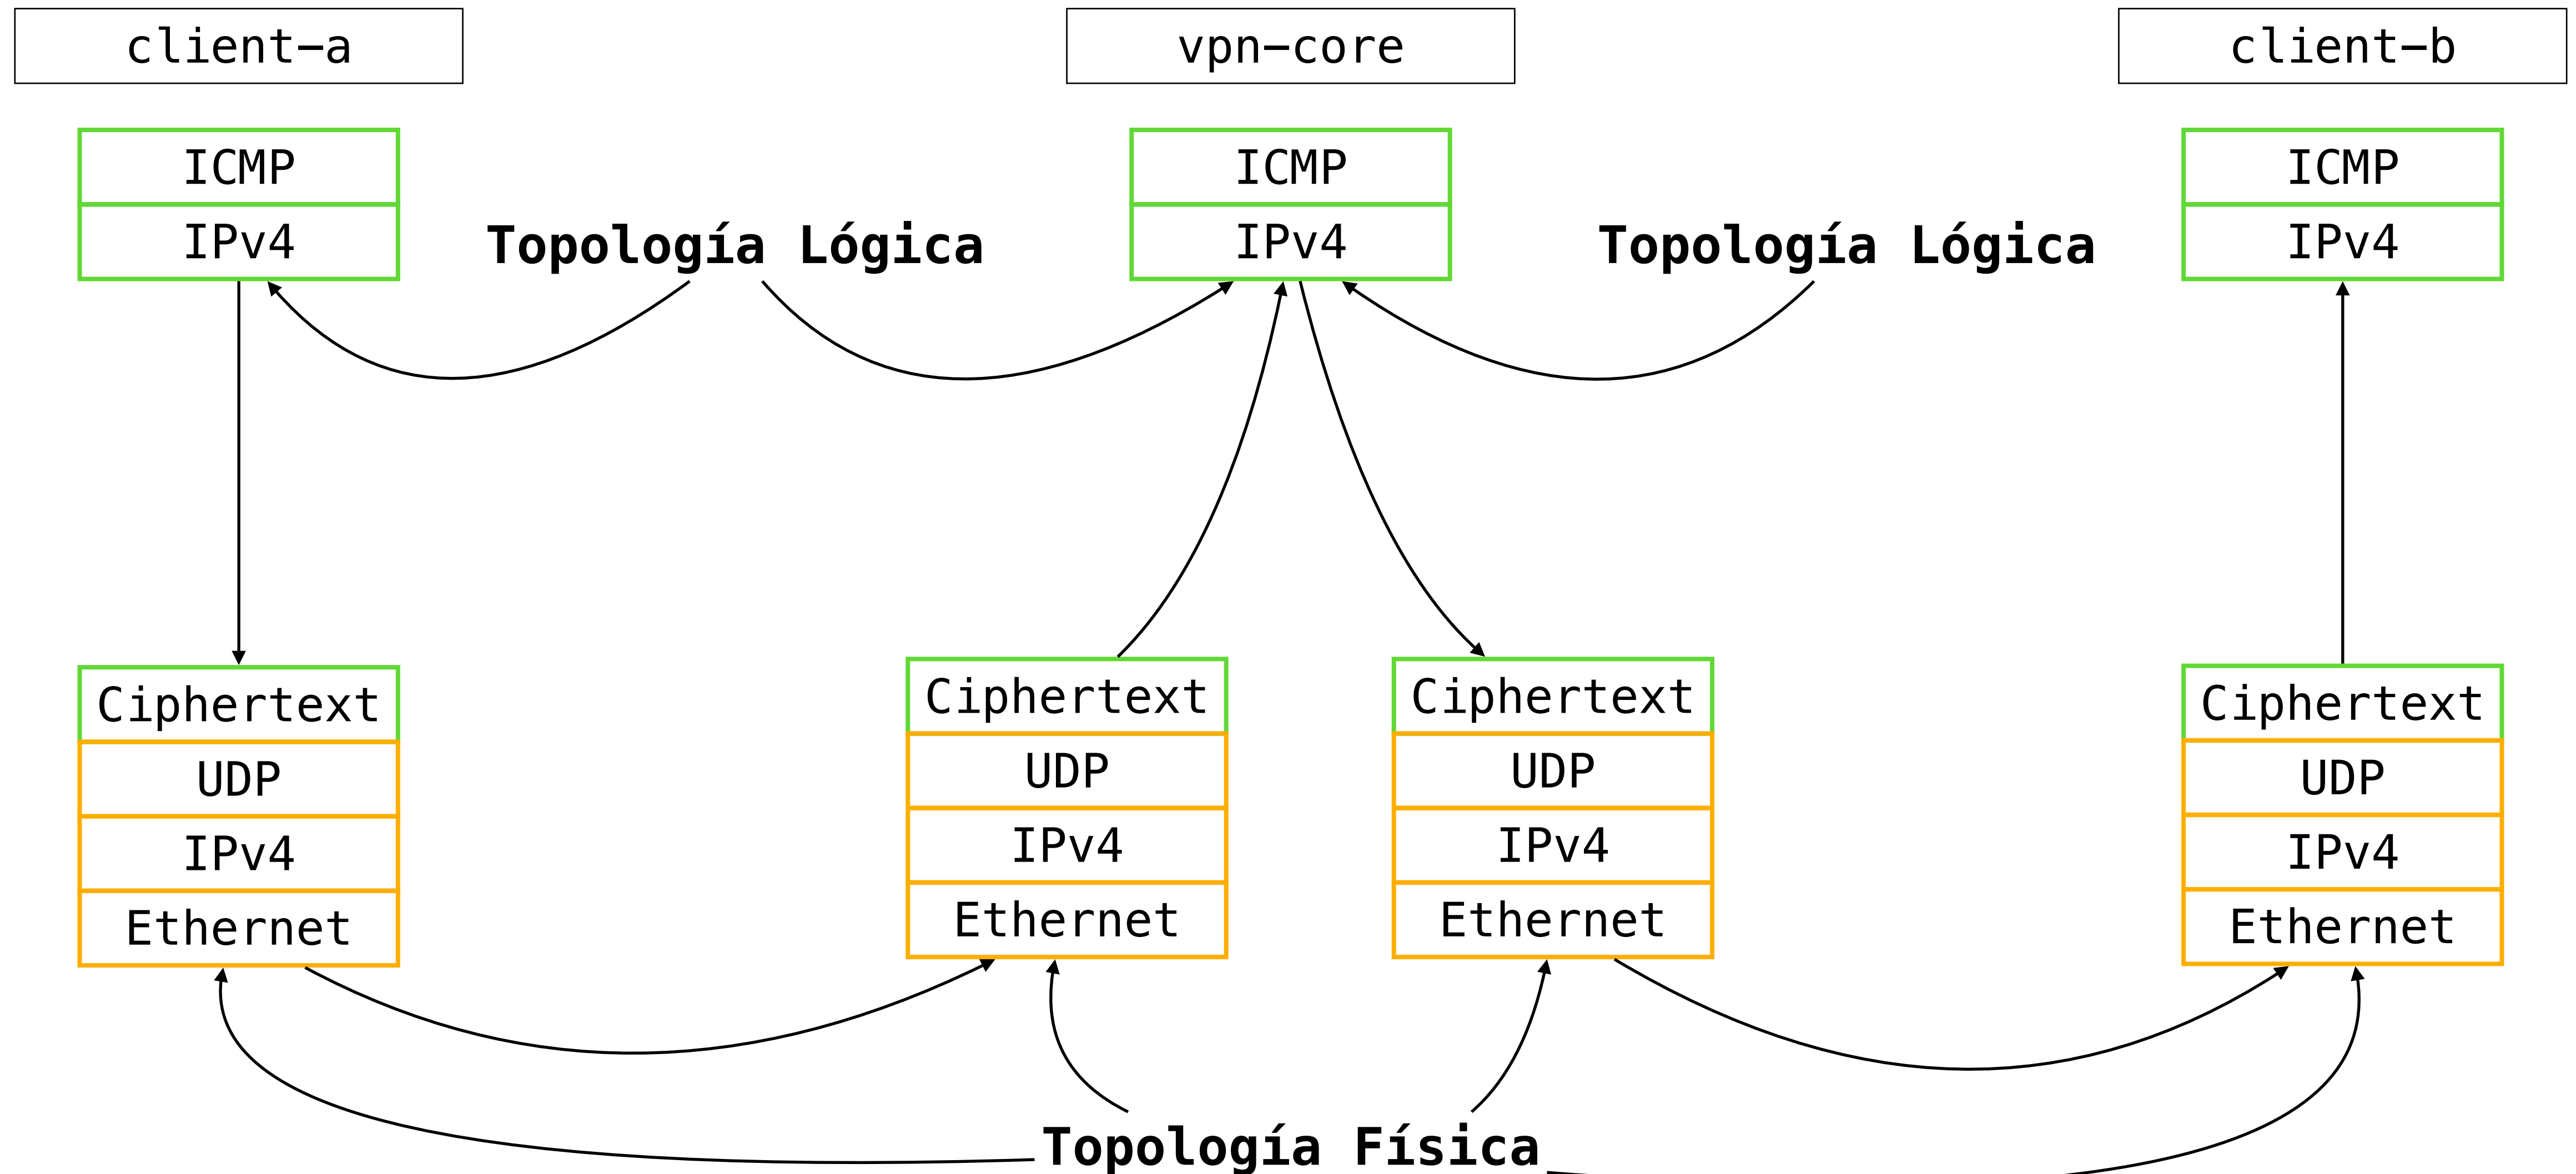 client-a
vpn-core
client-b
ICMP
IPv4
Topología Lógica
ICMP
IPv4
Topología Lógica
ICMP
IPv4
Ciphertext
UDP
IPv4
Ethernet
Ciphertext
UDP
IPv4
Ethernet
Ciphertext
UDP
IPv4
Ethernet
Ciphertext
UDP
IPv4
Ethernet
Topología Física